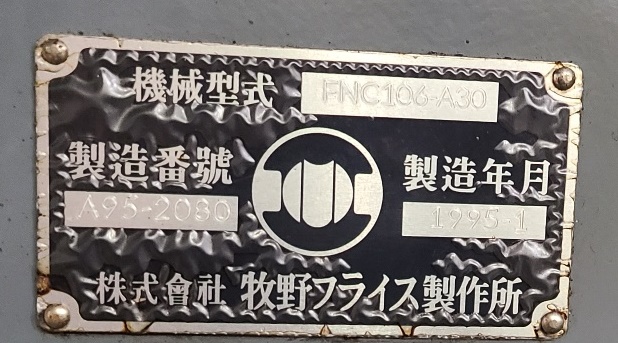 機械型式 FNC106-A30
製造番號 製造年月
A95-2080 1995-1
株式會社 牧野フライス製作所